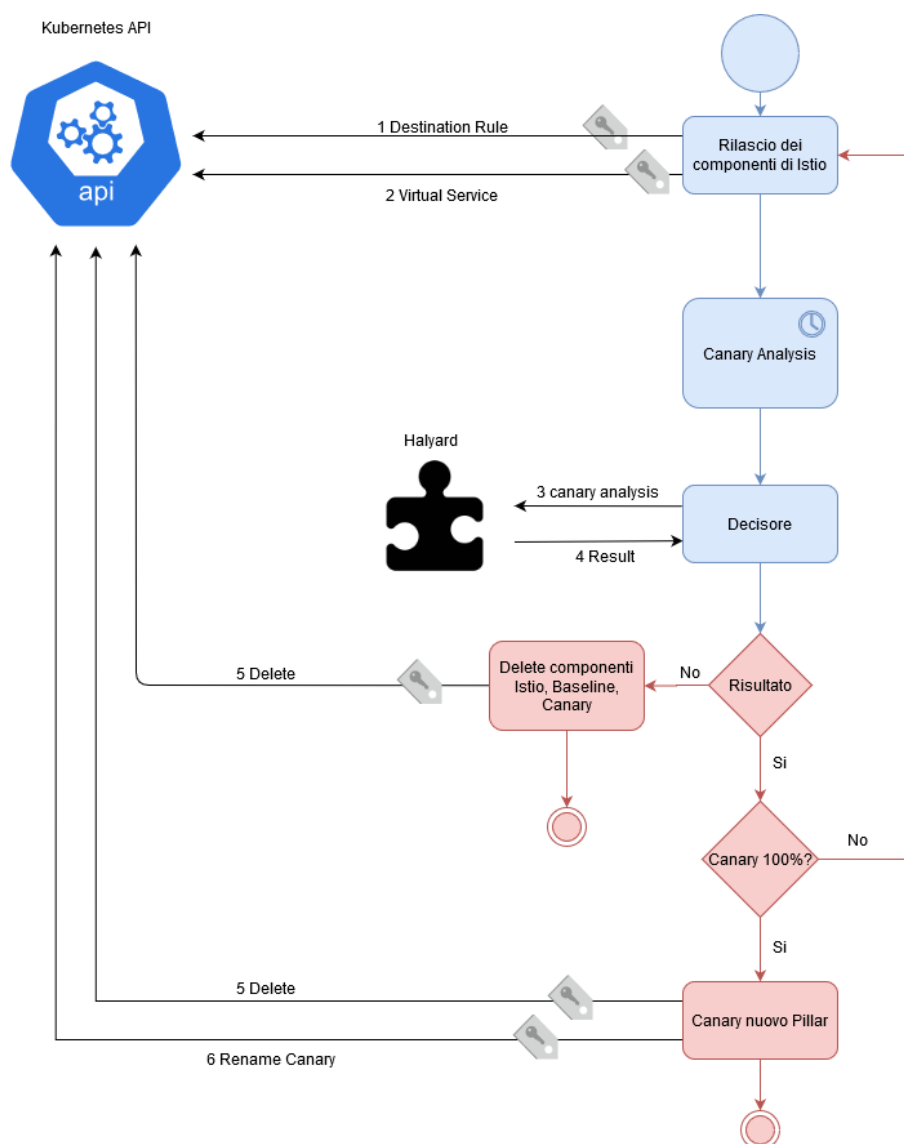 Kubernetes API
api
1 Destination Rule
2 Virtual Service
Rilascio dei
componenti di Istio
Canary Analysis
Halyard
3 canary analysis
4 Result
Decisore
5 Delete
Delete componenti
Istio, Baseline,
Canary
No
Risultato
Si
Canary 100%?
No
Si
5 Delete
6 Rename Canary
Canary nuovo Pillar